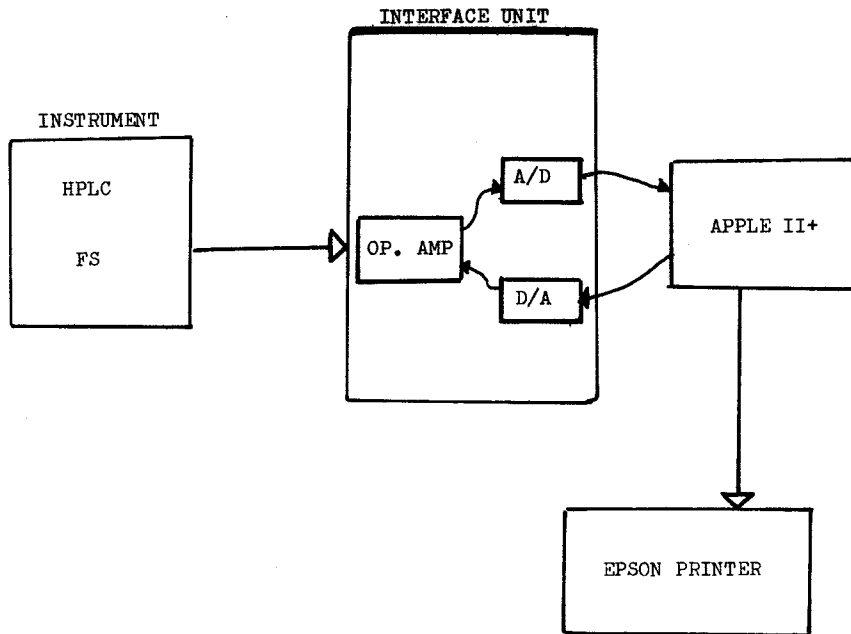 INTERFACE UNIT
INSTRUMENT
HPLC
FS
OP. AMP
A/D
D/A
APPLE II+
EPSON PRINTER